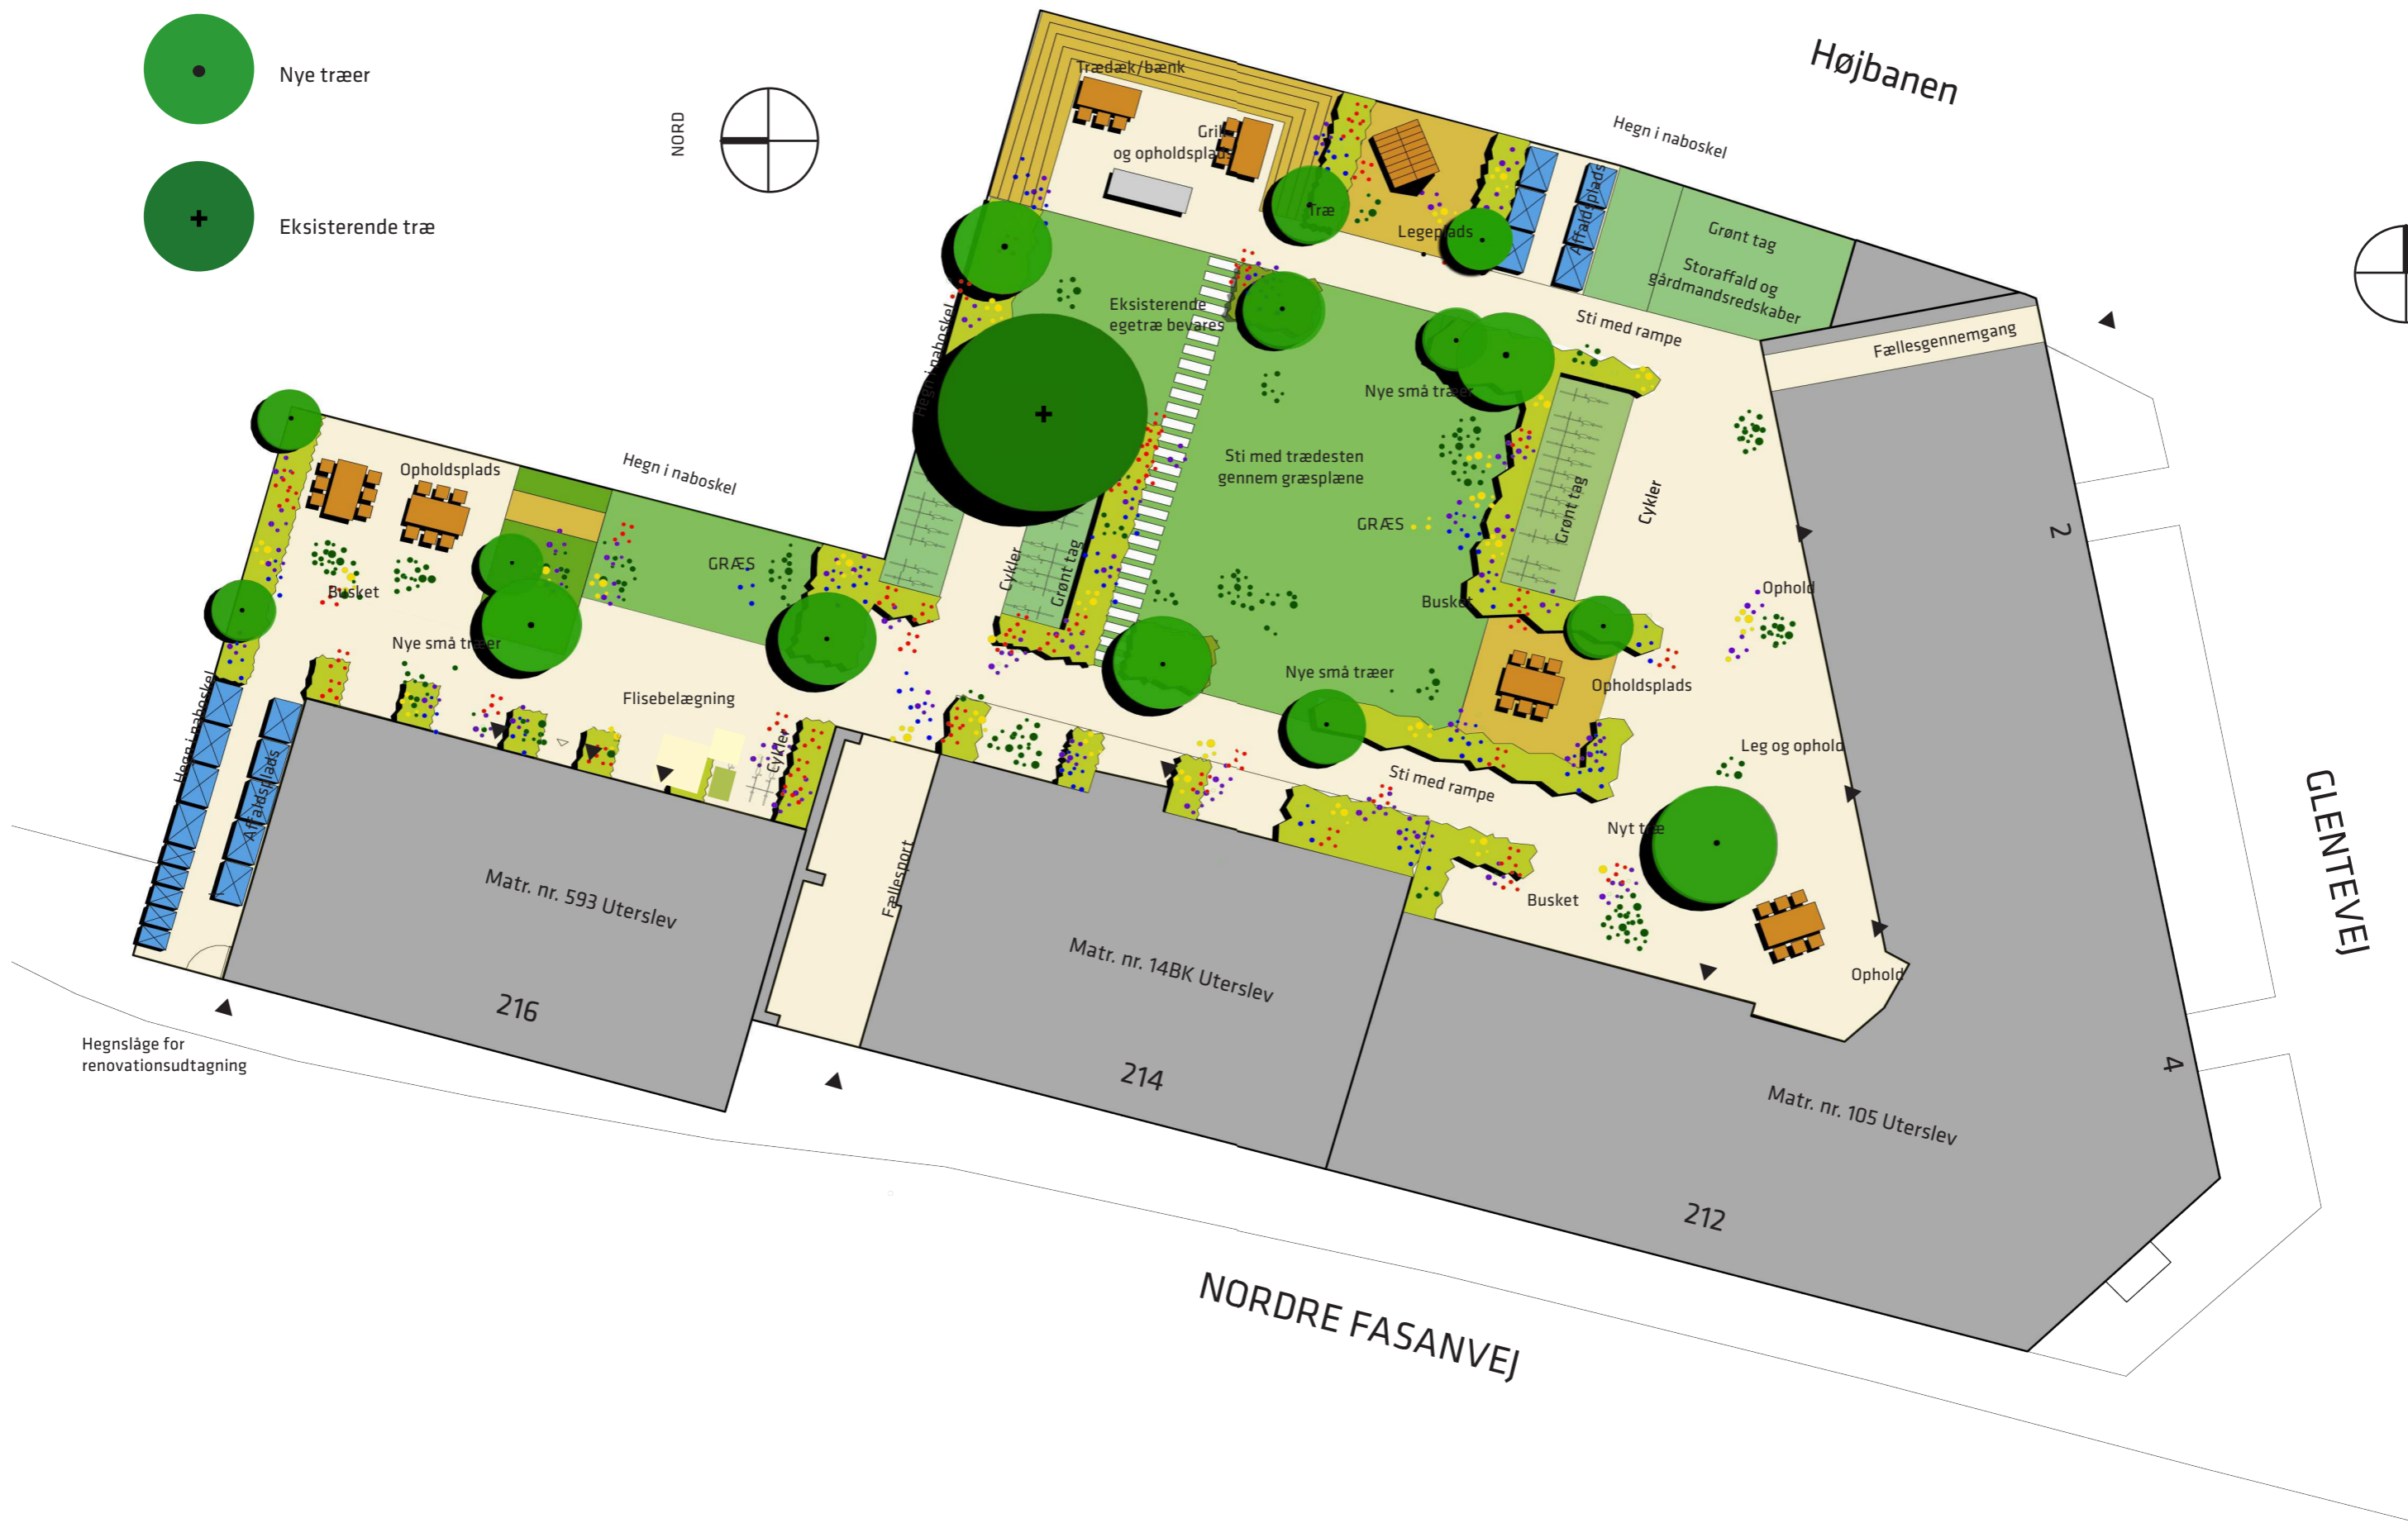 Nye træer
Eksisterende træ
NORD
Højbanen
Hegn i naboskel
Trædæk/bænk
Grill
og opholdsplads
Træ
Legeplads
Affaldsplads
Grønt tag
Storaffald og
gårdmandsredskaber
Sti med rampe
Fællesgennemgang
Eksisterende
egetræ bevares
Hegn i naboskel
Nye små træer
Sti med trædesten
gennem græsplæne
GRÆS
Grønt tag
Cykler
2
Opholdsplads
Hegn i naboskel
GRÆS
Busket
Cykler
Grønt tag
Busket
Ophold
Nye små træer
Flisebelægning
Nye små træer
Opholdsplads
Leg og ophold
Hegn i naboskel
Affaldsplads
Cykler
Sti med rampe
Nyt træ
GLENTEVEJ
Fællesport
Busket
Ophold
Matr. nr. 593 Uterslev
216
Matr. nr. 14BK Uterslev
214
Matr. nr. 105 Uterslev
212
4
Hegnslåge for
renovationsudtagning
NORDRE FASANVEJ